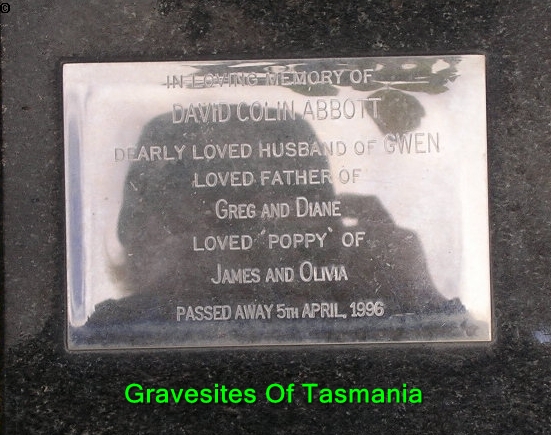 ©
IN LOVING MEMORY OF
DAVID COLIN ABBOTT
DEARLY LOVED HUSBAND OF GWEN
LOVED FATHER OF
GREG AND DIANE
LOVED 'POPPY' OF
JAMES AND OLIVIA
PASSED AWAY 5TH APRIL, 1996
Gravesites Of Tasmania